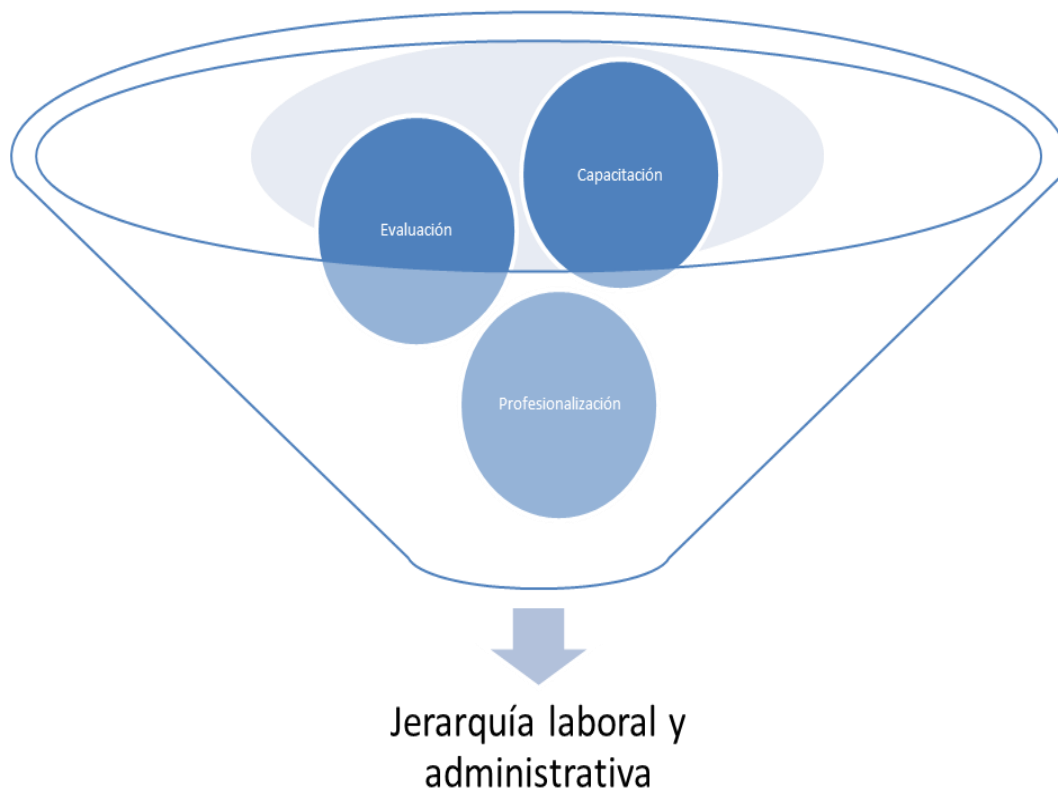 Capacitación
Evaluación
Profesionalización
Jerarquía laboral y
administrativa